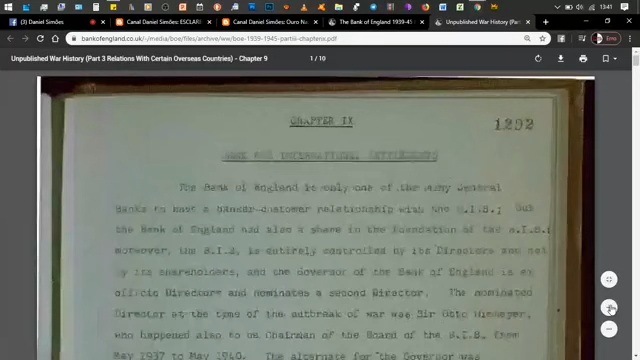 (3) Daniel Simões
Canal Daniel Simões: ESCLARE
Canal Daniel Simões: Ouro Na
The Bank of England 1939-45
Unpublished War History (Part
13:41
bankofengland.co.uk/-/media/boe/files/archive/ww/boe-1939-1945-partiii-chapterix.pdf
Erro
Unpublished War History (Part 3 Relations With Certain Overseas Countries) - Chapter 9
1 / 10
CHAPTER IX
1292
BANK FOR INTERNATIONAL SETTLEMENTS
The Bank of England is only one of the many Central
Banks to have a banker-customer relationship with the B.I.S.; but
the Bank of England had also a share in the foundation of the B.I.S.;
moreover, the B.I.S. is entirely controlled by its Directors and not
by its shareholders, and the Governor of the Bank of England is ex
officio Director and nominates a second Director. The nominated
Director at the time of the outbreak of war was Sir Otto Niemeyer,
who happened also to be Chairman of the Board of the B.I.S. from
May 1937 to May 1940. The alternate for the Governor was